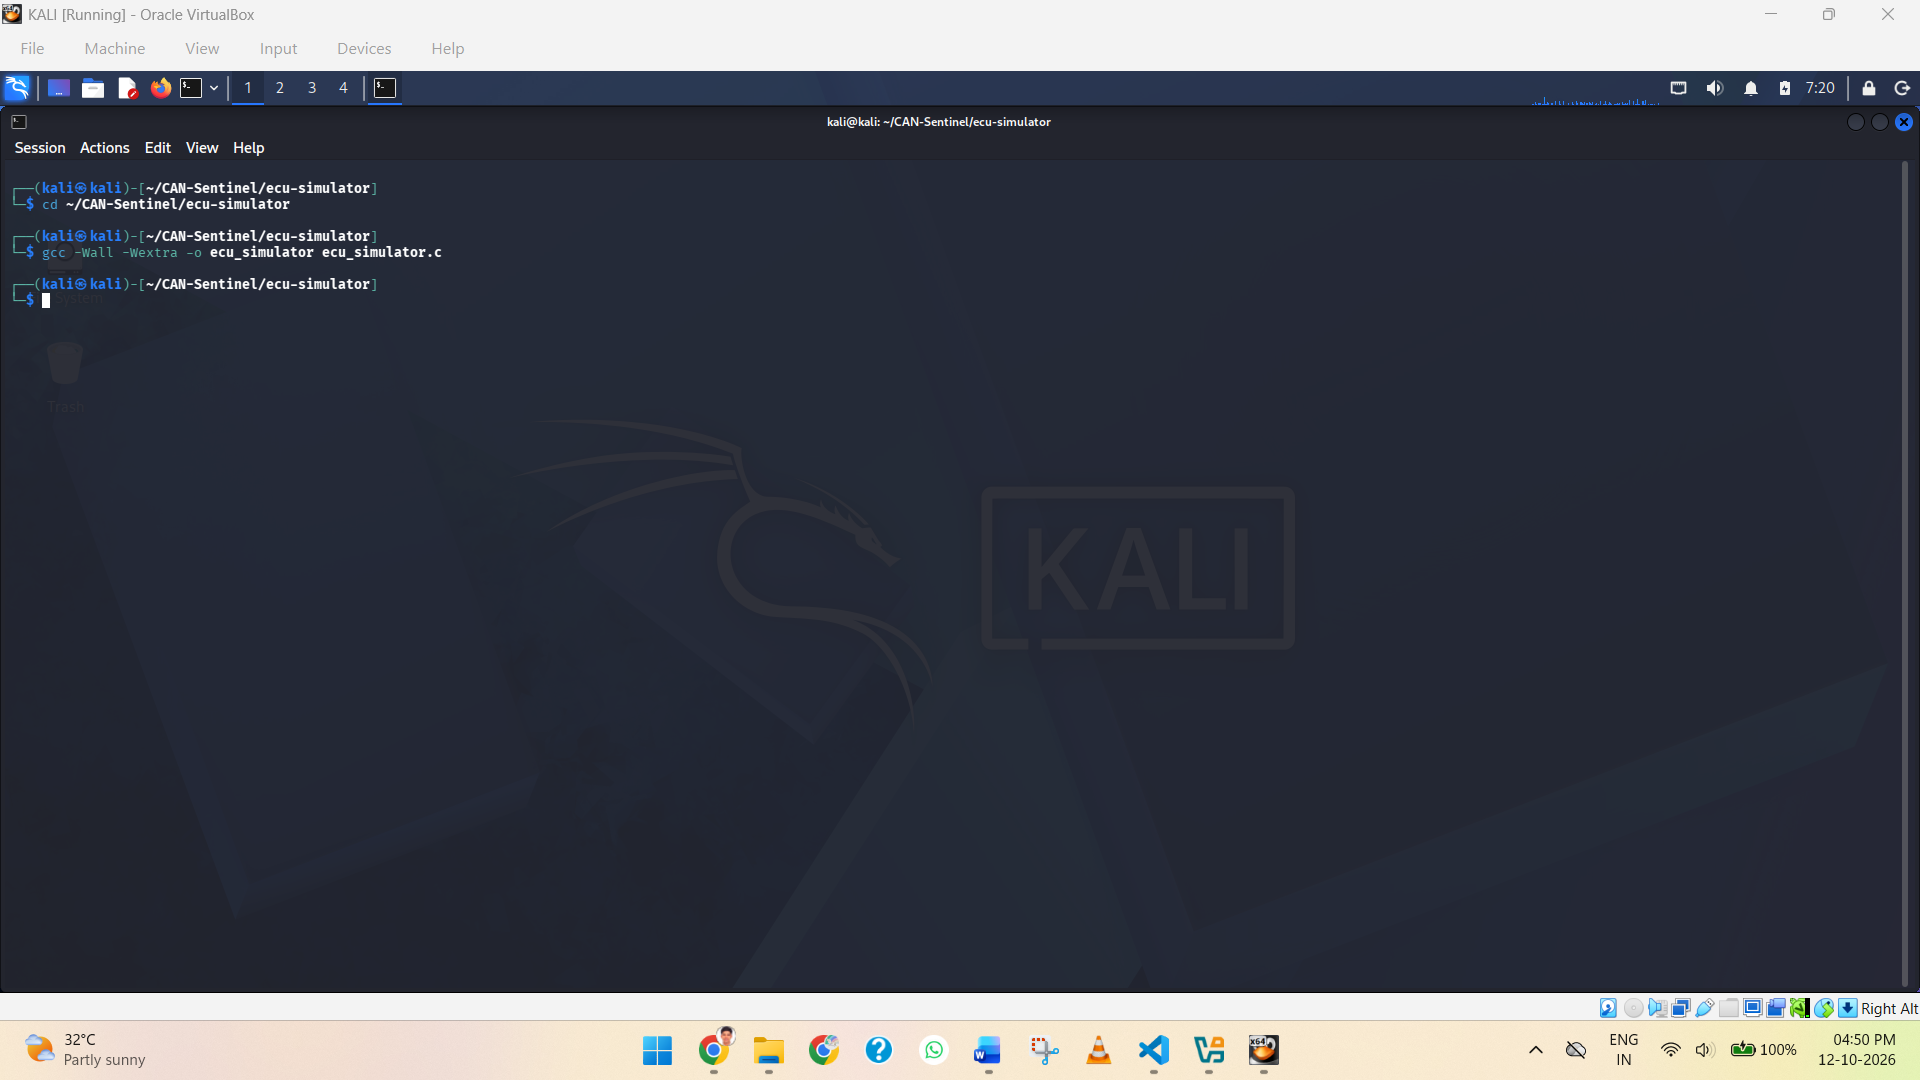 KALI [Running] - Oracle VirtualBox
File Machine View Input Devices Help
1 2 3 4 7:20
kali@kali: ~/CAN-Sentinel/ecu-simulator
Session Actions Edit View Help
┌──(kali㉿kali)-[~/CAN-Sentinel/ecu-simulator]
└─$ cd ~/CAN-Sentinel/ecu-simulator
┌──(kali㉿kali)-[~/CAN-Sentinel/ecu-simulator]
└─$ gcc -Wall -Wextra -o ecu_simulator ecu_simulator.c
┌──(kali㉿kali)-[~/CAN-Sentinel/ecu-simulator]
└─$
System
Trash
KALI
Right Alt
32°C
Partly sunny
ENG
IN
100%
04:50 PM
12-10-2026